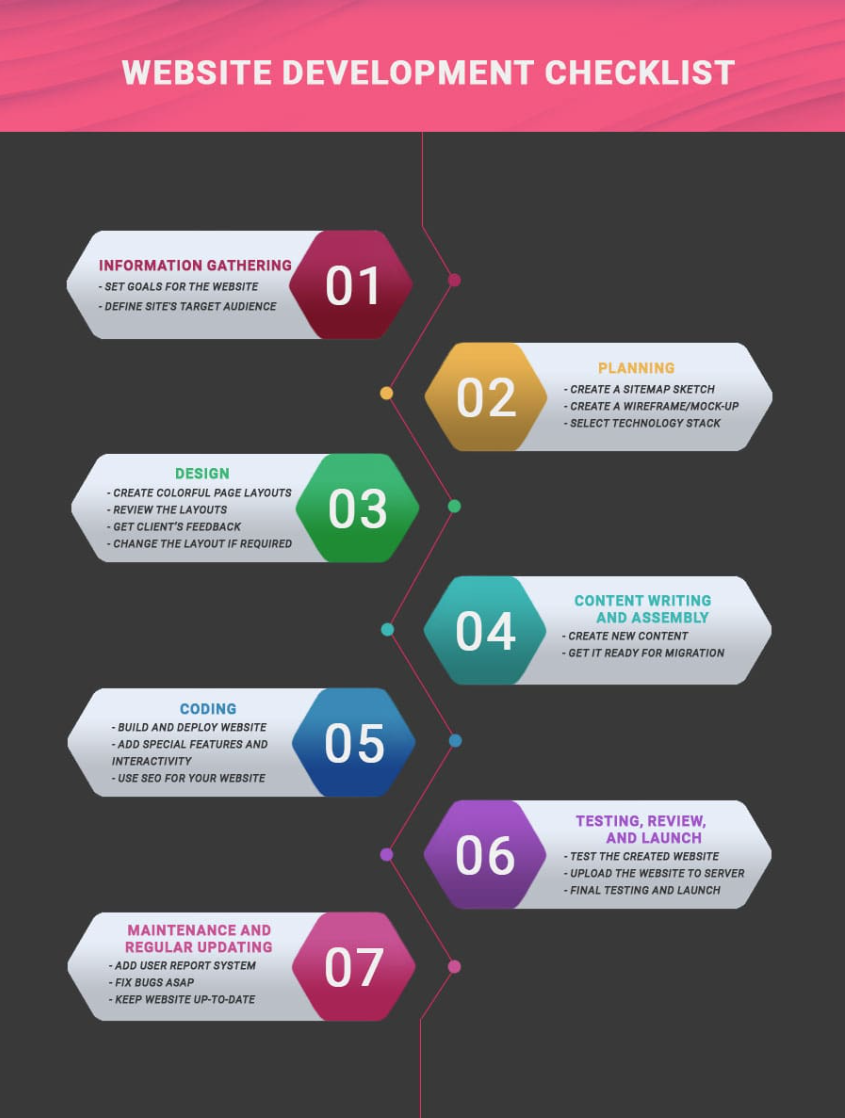 WEBSITE DEVELOPMENT CHECKLIST
INFORMATION GATHERING
- SET GOALS FOR THE WEBSITE
- DEFINE SITE'S TARGET AUDIENCE
01
02
PLANNING
- CREATE A SITEMAP SKETCH
- CREATE A WIREFRAME/MOCK-UP
- SELECT TECHNOLOGY STACK
DESIGN
- CREATE COLORFUL PAGE LAYOUTS
- REVIEW THE LAYOUTS
- GET CLIENT'S FEEDBACK
- CHANGE THE LAYOUT IF REQUIRED
03
04
CONTENT WRITING
AND ASSEMBLY
- CREATE NEW CONTENT
- GET IT READY FOR MIGRATION
CODING
- BUILD AND DEPLOY WEBSITE
- ADD SPECIAL FEATURES AND
INTERACTIVITY
- USE SEO FOR YOUR WEBSITE
05
06
TESTING, REVIEW,
AND LAUNCH
- TEST THE CREATED WEBSITE
- UPLOAD THE WEBSITE TO SERVER
- FINAL TESTING AND LAUNCH
MAINTENANCE AND
REGULAR UPDATING
- ADD USER REPORT SYSTEM
- FIX BUGS ASAP
- KEEP WEBSITE UP-TO-DATE
07